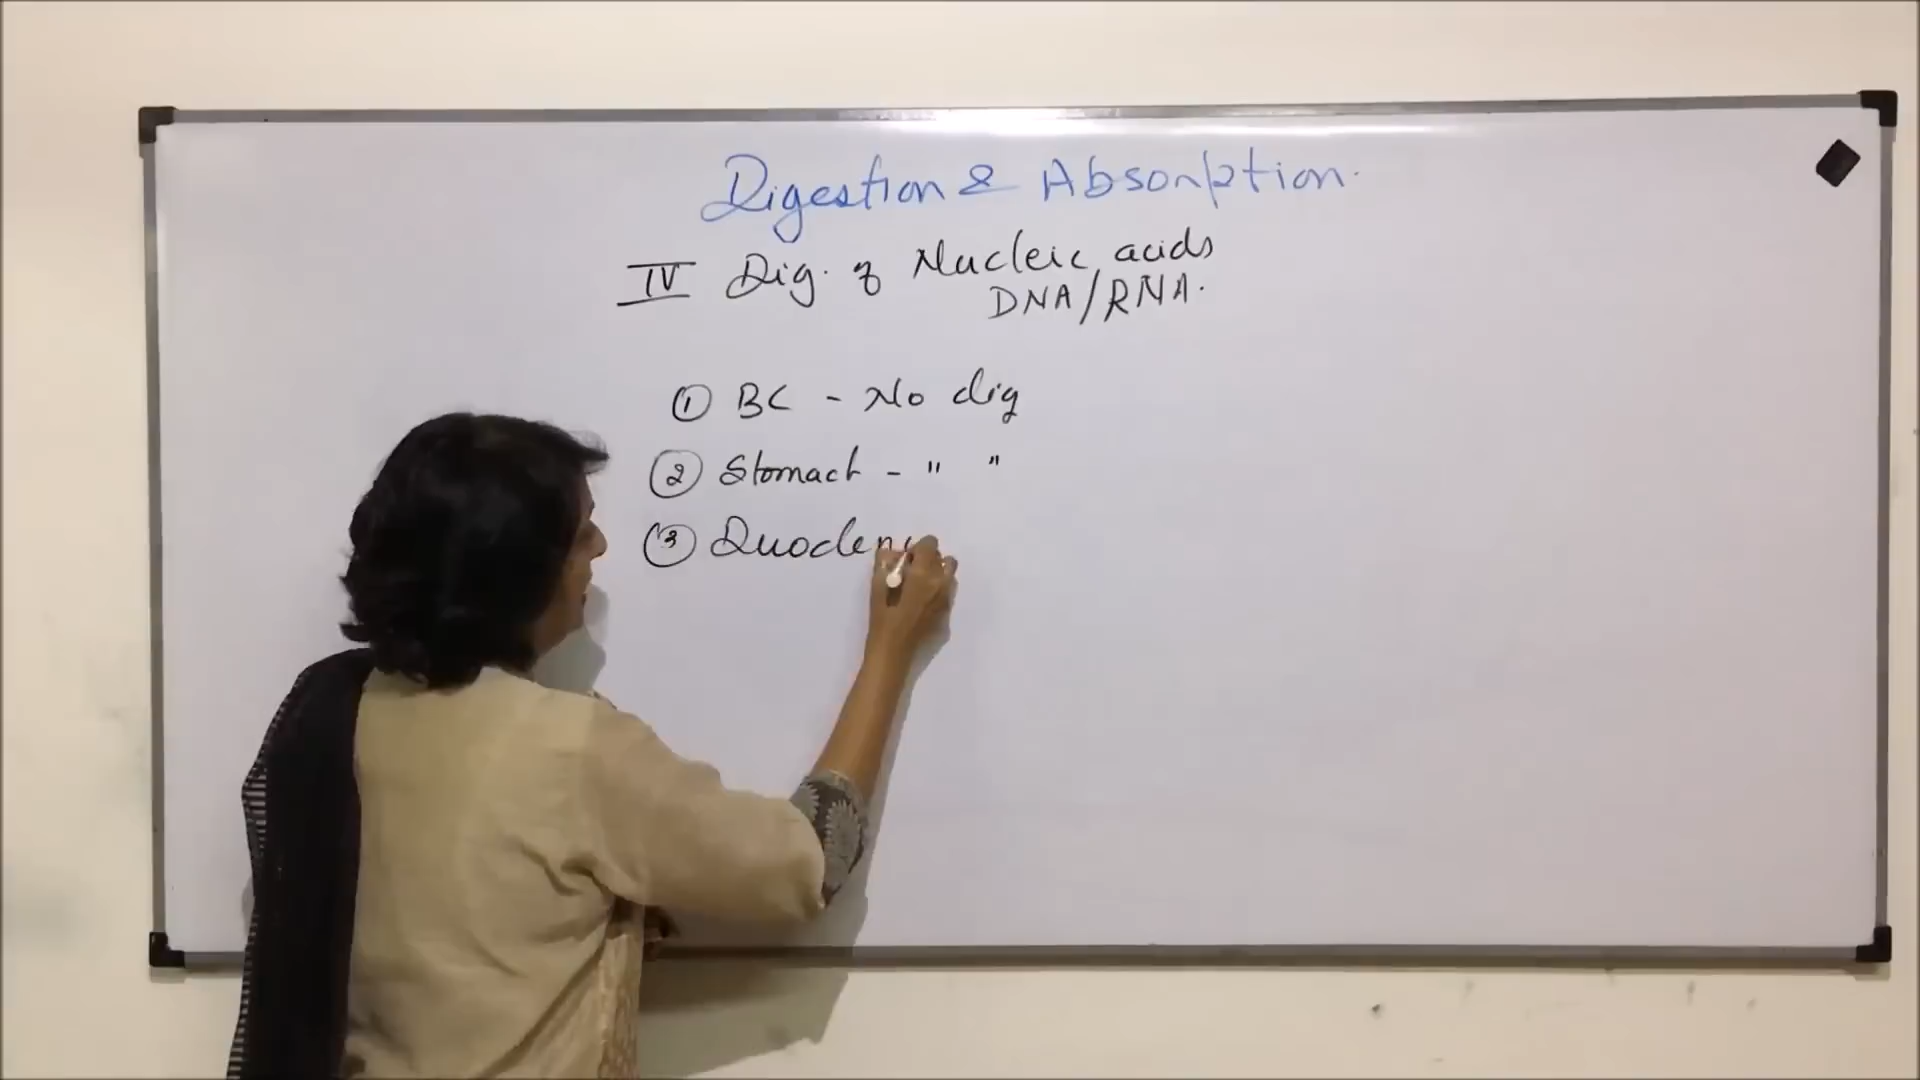 Digestion & Absorption.
IV Dig. of Nucleic acids
DNA/RNA.
① BC - No dig
② Stomach - " "
③ Duoden